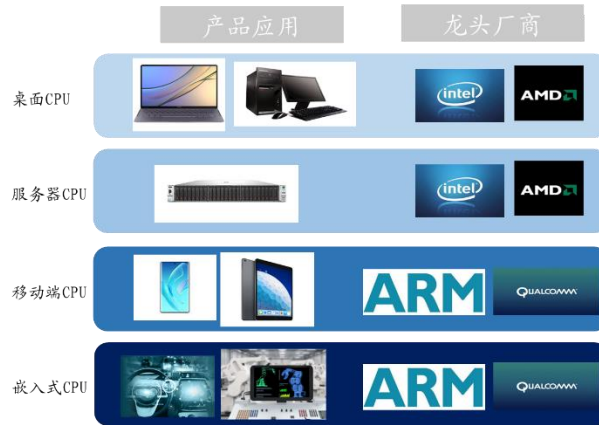 产品应用 龙头厂商
桌面CPU intel AMD
服务器CPU intel AMD
移动端CPU ARM QUALCOMM
嵌入式CPU ARM QUALCOMM